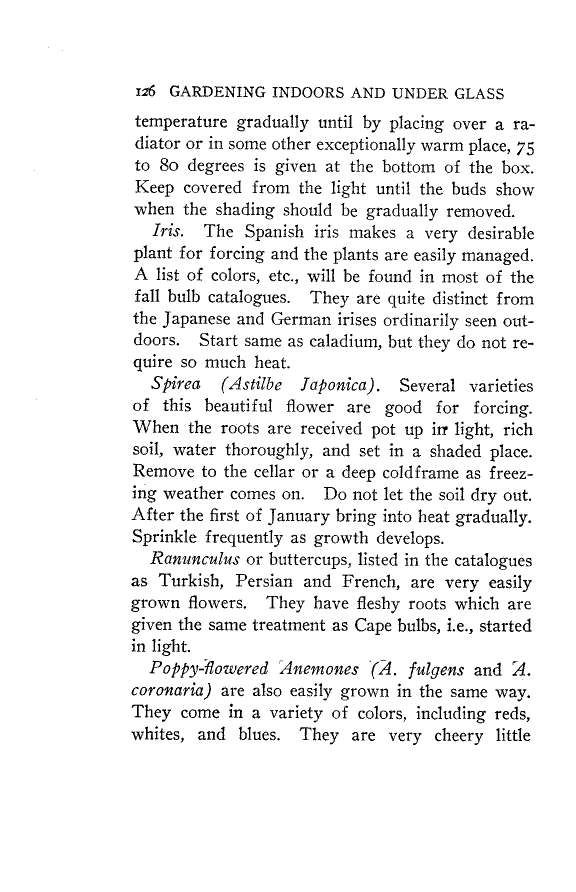 126 GARDENING INDOORS AND UNDER GLASS
temperature gradually until by placing over a ra-
diator or in some other exceptionally warm place, 75
to 80 degrees is given at the bottom of the box.
Keep covered from the light until the buds show
when the shading should be gradually removed.
Iris. The Spanish iris makes a very desirable
plant for forcing and the plants are easily managed.
A list of colors, etc., will be found in most of the
fall bulb catalogues. They are quite distinct from
the Japanese and German irises ordinarily seen out-
doors. Start same as caladium, but they do not re-
quire so much heat.
Spirea (Astilbe Japonica). Several varieties
of this beautiful flower are good for forcing.
When the roots are received pot up in light, rich
soil, water thoroughly, and set in a shaded place.
Remove to the cellar or a deep coldframe as freez-
ing weather comes on. Do not let the soil dry out.
After the first of January bring into heat gradually.
Sprinkle frequently as growth develops.
Ranunculus or buttercups, listed in the catalogues
as Turkish, Persian and French, are very easily
grown flowers. They have fleshy roots which are
given the same treatment as Cape bulbs, i.e., started
in light.
Poppy-flowered Anemones (A. fulgens and A.
coronaria) are also easily grown in the same way.
They come in a variety of colors, including reds,
whites, and blues. They are very cheery little